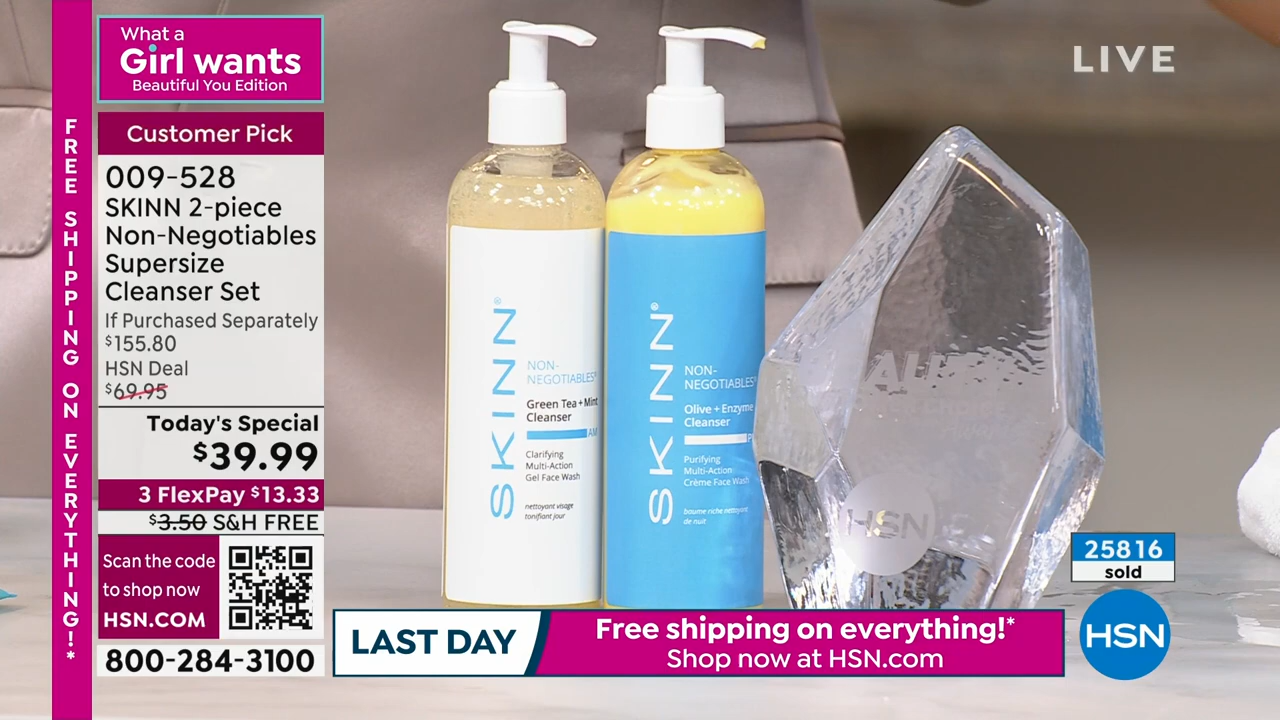 What a
Girl wants
Beautiful You Edition
FREE SHIPPING ON EVERYTHING!*
Customer Pick
009-528
SKINN 2-piece
Non-Negotiables
Supersize
Cleanser Set
If Purchased Separately
$155.80
HSN Deal
$69.95
Today's Special
$39.99
3 FlexPay $13.33
$3.50 S&H FREE
Scan the code
to shop now
HSN.COM
800-284-3100
LIVE
SKINN®
NON-
NEGOTIABLES®
Green Tea + Mint
Cleanser
AM
Clarifying
Multi-Action
Gel Face Wash
nettoyant visage
tonifiant jour
SKINN®
NON-
NEGOTIABLES®
Olive + Enzyme
Cleanser
Purifying
Multi-Action
Crème Face Wash
baume riche nettoyant
de nuit
HSN
25816
sold
LAST DAY
Free shipping on everything!*
Shop now at HSN.com
HSN